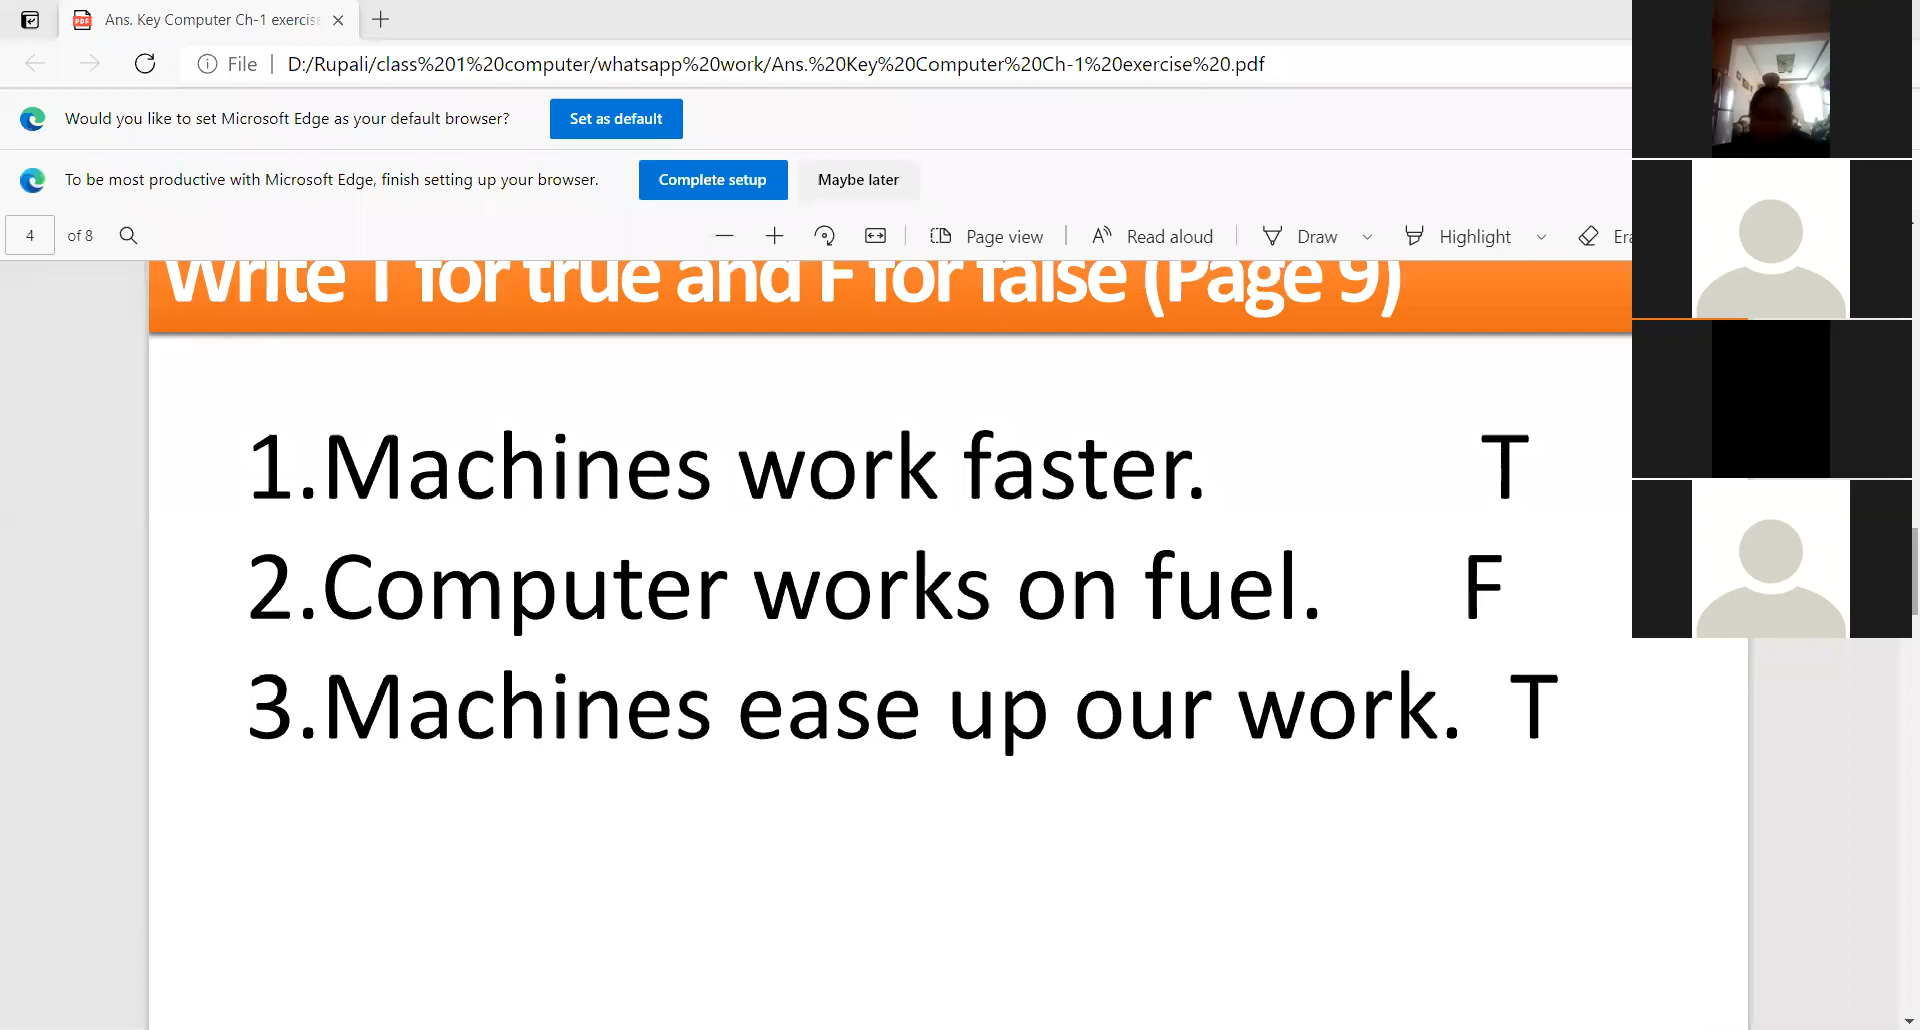 Ans. Key Computer Ch-1 exercise
File
D:/Rupali/class%201%20computer/whatsapp%20work/Ans.%20Key%20Computer%20Ch-1%20exercise%20.pdf
Would you like to set Microsoft Edge as your default browser? Set as default
To be most productive with Microsoft Edge, finish setting up your browser. Complete setup Maybe later
4 of 8 Page view Read aloud Draw Highlight
Write T for true and F for false (Page 9)
1.Machines work faster. T
2.Computer works on fuel. F
3.Machines ease up our work. T